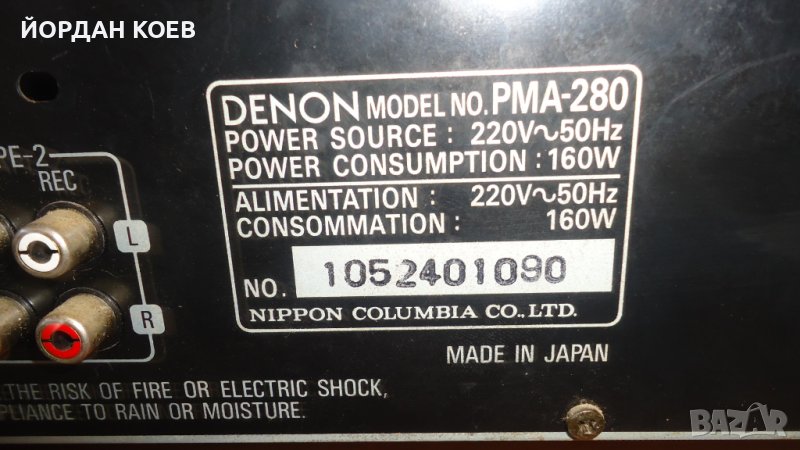 ЙОРДАН КОЕВ
DENON MODEL NO. PMA-280
POWER SOURCE : 220V~50Hz
POWER CONSUMPTION : 160W
ALIMENTATION : 220V~50Hz
CONSOMMATION : 160W
NO. 1052401090
NIPPON COLUMBIA CO., LTD.
MADE IN JAPAN
PE-2
REC
L
R
THE RISK OF FIRE OR ELECTRIC SHOCK,
PLIANCE TO RAIN OR MOISTURE.
BAZAR